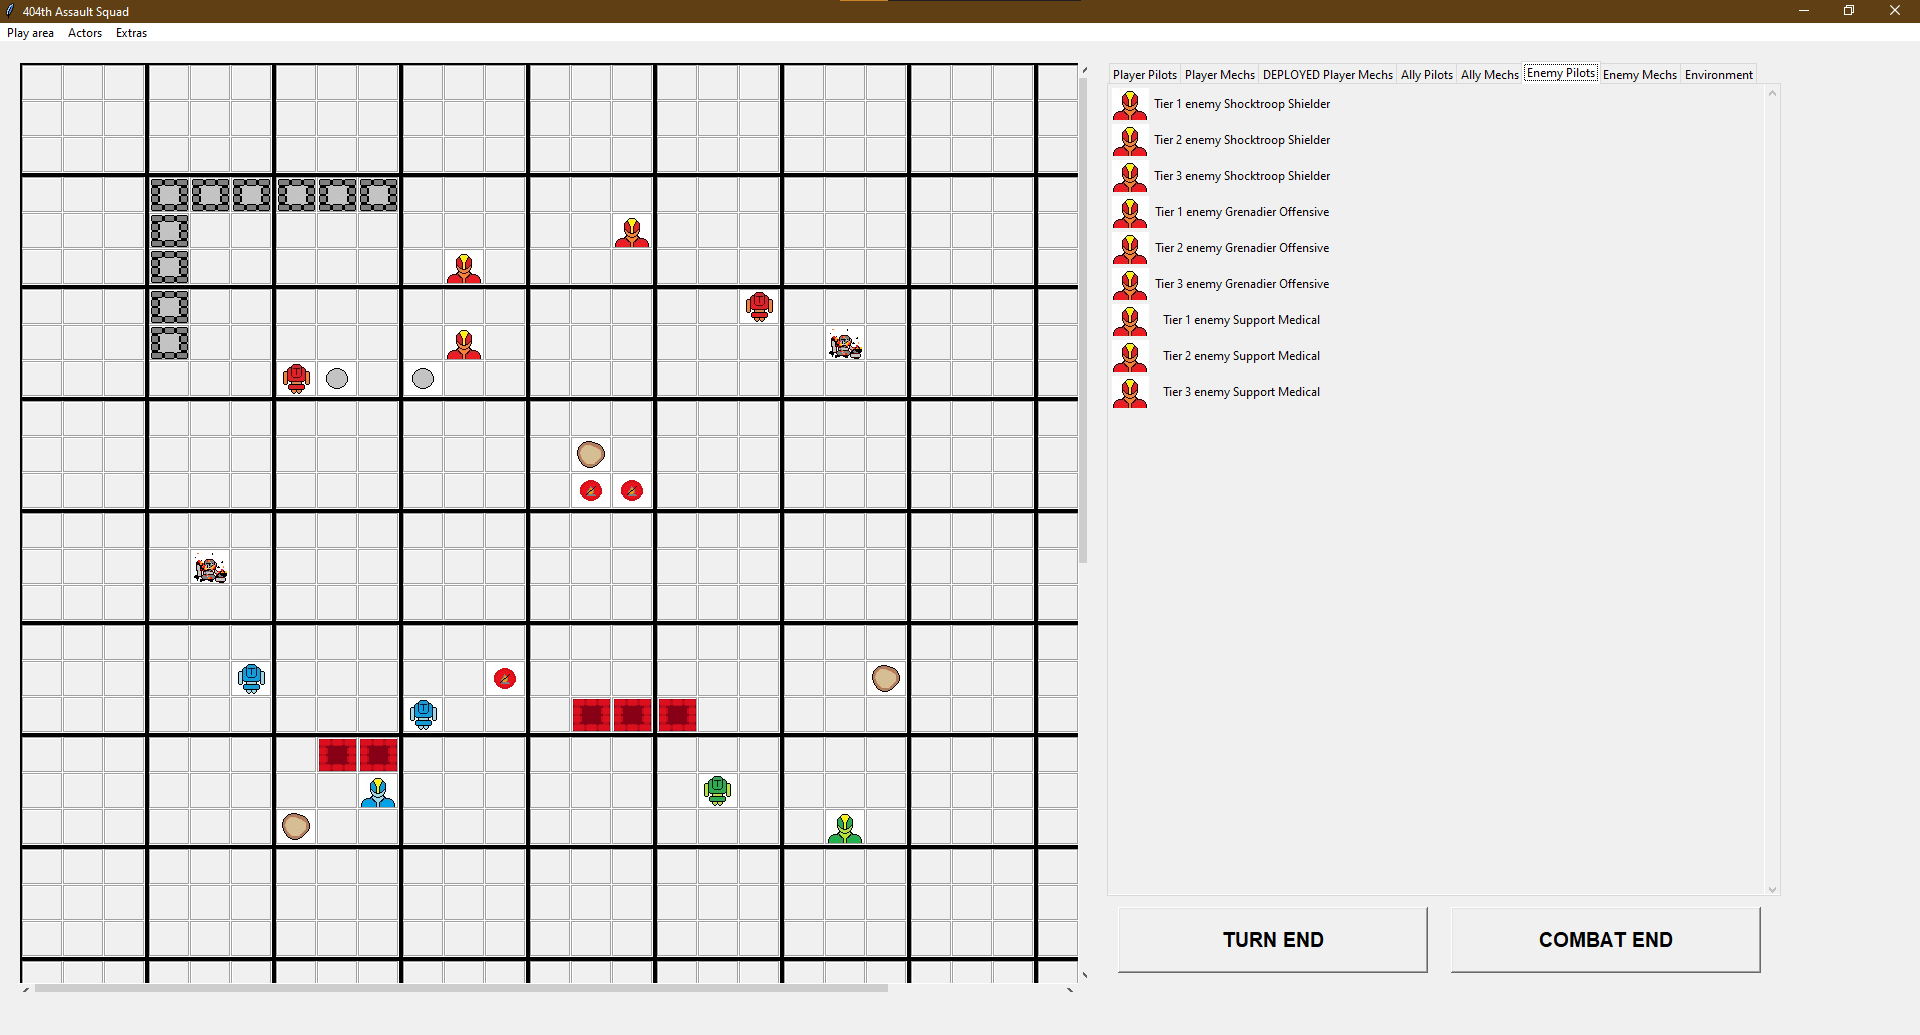 404th Assault Squad
Play area Actors Extras
Player Pilots Player Mechs DEPLOYED Player Mechs Ally Pilots Ally Mechs Enemy Pilots Enemy Mechs Environment
Tier 1 enemy Shocktroop Shielder
Tier 2 enemy Shocktroop Shielder
Tier 3 enemy Shocktroop Shielder
Tier 1 enemy Grenadier Offensive
Tier 2 enemy Grenadier Offensive
Tier 3 enemy Grenadier Offensive
Tier 1 enemy Support Medical
Tier 2 enemy Support Medical
Tier 3 enemy Support Medical
TURN END COMBAT END